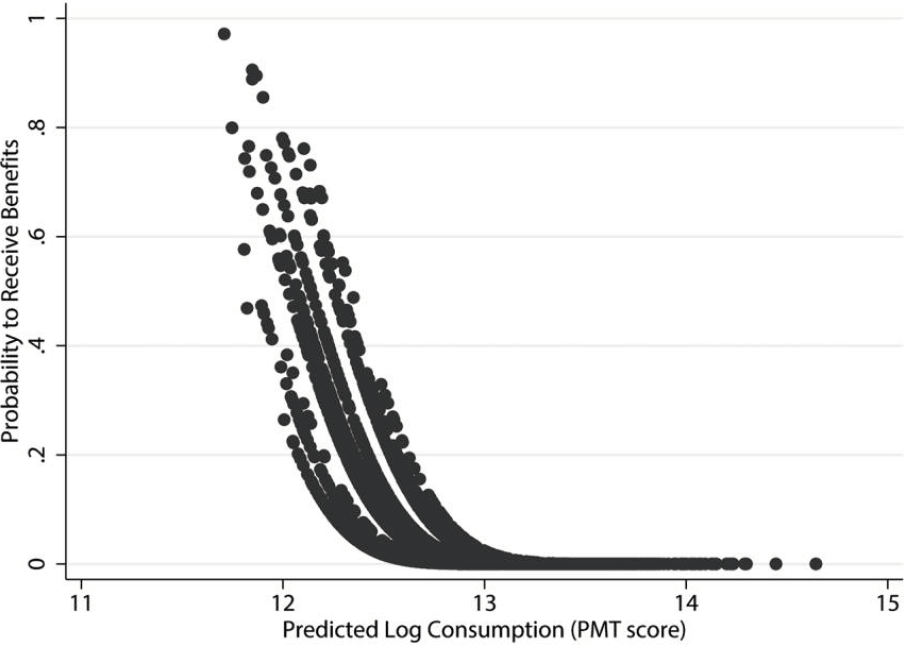 Probability to Receive Benefits
1
.8
.6
.4
.2
0
11 12 13 14 15
Predicted Log Consumption (PMT score)